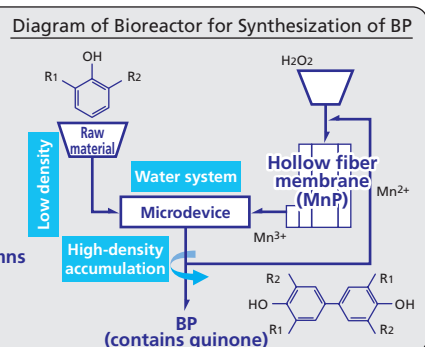 Diagram of Bioreactor for Synthesization of BP
OH
R1
R2
H2O2
Raw
material
Low density
Water system
Hollow fiber
membrane
(MnP)
Mn2+
Microdevice
Mn3+
mns
High-density
accumulation
R2
R1
HO
OH
R1
R2
BP
(contains quinone)